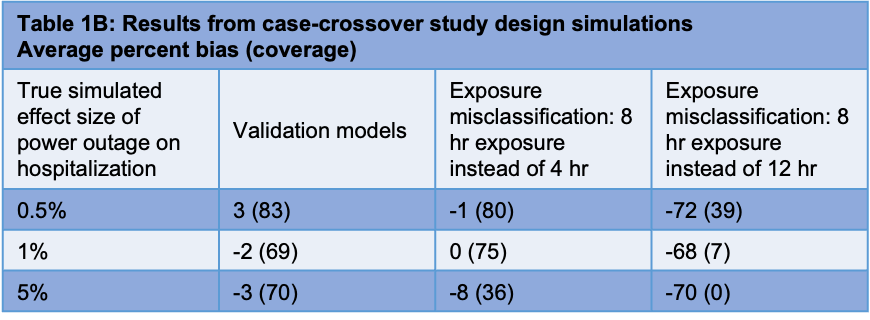 Table 1B: Results from case-crossover study design simulations
Average percent bias (coverage)
True simulated
effect size of
power outage on
hospitalization
Validation models
Exposure
misclassification: 8
hr exposure
instead of 4 hr
Exposure
misclassification: 8
hr exposure
instead of 12 hr
0.5%
3 (83)
-1 (80)
-72 (39)
1%
-2 (69)
0 (75)
-68 (7)
5%
-3 (70)
-8 (36)
-70 (0)